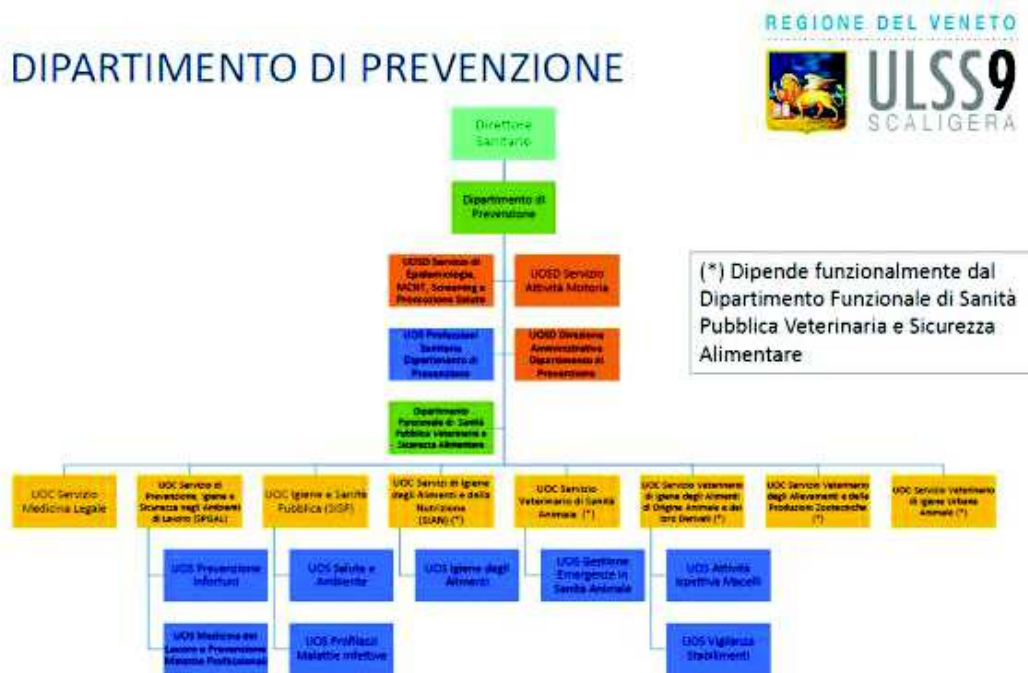 REGIONE DEL VENETO
DIPARTIMENTO DI PREVENZIONE
ULSS9
SCALIGERA
Direttore
Sanitario
Dipartimento di
Prevenzione
UOSD Servizio di
Epidemiologia,
MCNT, Screening e
Promozione Salute
UOSD Servizio
Attività Motoria
(*) Dipende funzionalmente dal
Dipartimento Funzionale di Sanità
Pubblica Veterinaria e Sicurezza
Alimentare
UOS Professioni
Sanitarie
Dipartimento di
Prevenzione
UOSD Direzione
Amministrativa
Dipartimento di
Prevenzione
Dipartimento
Funzionale di Sanità
Pubblica Veterinaria e
Sicurezza Alimentare
UOC Servizio
Medicina Legale
UOC Servizio di
Prevenzione, Igiene e
Sicurezza negli Ambienti
di Lavoro (SPISAL)
UOC Igiene e Sanità
Pubblica (SISP)
UOC Servizi di Igiene
degli Alimenti e della
Nutrizione
(SIAN) (*)
UOC Servizio
Veterinario di Sanità
Animale (*)
UOC Servizio Veterinario
di Igiene degli Alimenti
di Origine Animale e dei
loro Derivati (*)
UOC Servizio Veterinario
degli Allevamenti e delle
Produzioni Zootecniche
(*)
UOC Servizio Veterinario
di Igiene Urbana
Animale (*)
UOS Prevenzione
Infortuni
UOS Salute e
Ambiente
UOS Igiene degli
Alimenti
UOS Gestione
Emergenze in
Sanità Animale
UOS Attività
Ispettiva Macelli
UOS Medicina del
Lavoro e Prevenzione
Malattie Professionali
UOS Profilassi
Malattie Infettive
UOS Vigilanza
Stabilimenti